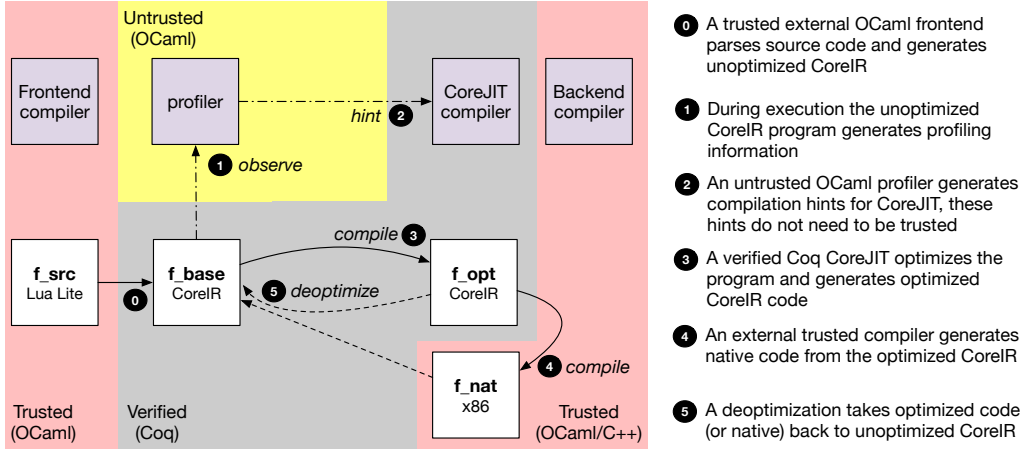 Untrusted
(OCaml)
Frontend
compiler
profiler
CoreJIT
compiler
Backend
compiler
hint 2
1 observe
compile 3
f_src
Lua Lite
f_base
CoreIR
f_opt
CoreIR
0
5 deoptimize
4 compile
f_nat
x86
Trusted
(OCaml)
Verified
(Coq)
Trusted
(OCaml/C++)
0 A trusted external OCaml frontend
parses source code and generates
unoptimized CoreIR
1 During execution the unoptimized
CoreIR program generates profiling
information
2 An untrusted OCaml profiler generates
compilation hints for CoreJIT, these
hints do not need to be trusted
3 A verified Coq CoreJIT optimizes the
program and generates optimized
CoreIR code
4 An external trusted compiler generates
native code from the optimized CoreIR
5 A deoptimization takes optimized code
(or native) back to unoptimized CoreIR